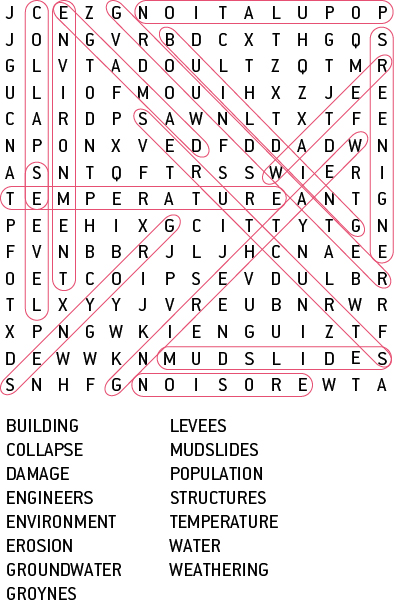 J C E Z G N O I T A L U P O P
J O N G V R B D C X T H G Q S
G L V T A D O U L T Z Q T M R
U L I O F M O U I H X Z J E E
C A R D P S A W N L T X T F E
N P O N X V E D F D D A D W N
A S N T Q F T R S S W I E R I
T E M P E R A T U R E A N T G
P E E H I X G C I T T Y T G N
F V N B B R J L J H C N A E E
O E T C O I P S E V D U L B R
T L X Y Y J V R E U B N R W R
X P N G W K I E N G U I Z T F
D E W W K N M U D S L I D E S
S N H F G N O I S O R E W T A
BUILDING
COLLAPSE
DAMAGE
ENGINEERS
ENVIRONMENT
EROSION
GROUNDWATER
GROYNES
LEVEES
MUDSLIDES
POPULATION
STRUCTURES
TEMPERATURE
WATER
WEATHERING